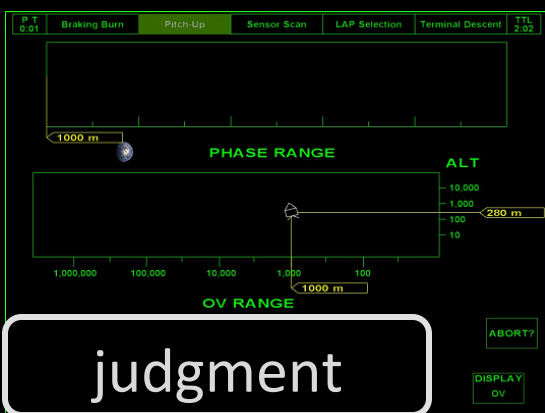 P T
0:01
Braking Burn
Pitch-Up
Sensor Scan
LAP Selection
Terminal Descent
TTL
2:02
1000 m
PHASE RANGE
ALT
10,000
1,000
280 m
100
10
1,000,000
100,000
10,000
1,000
100
1000 m
OV RANGE
ABORT?
judgment
DISPLAY
OV